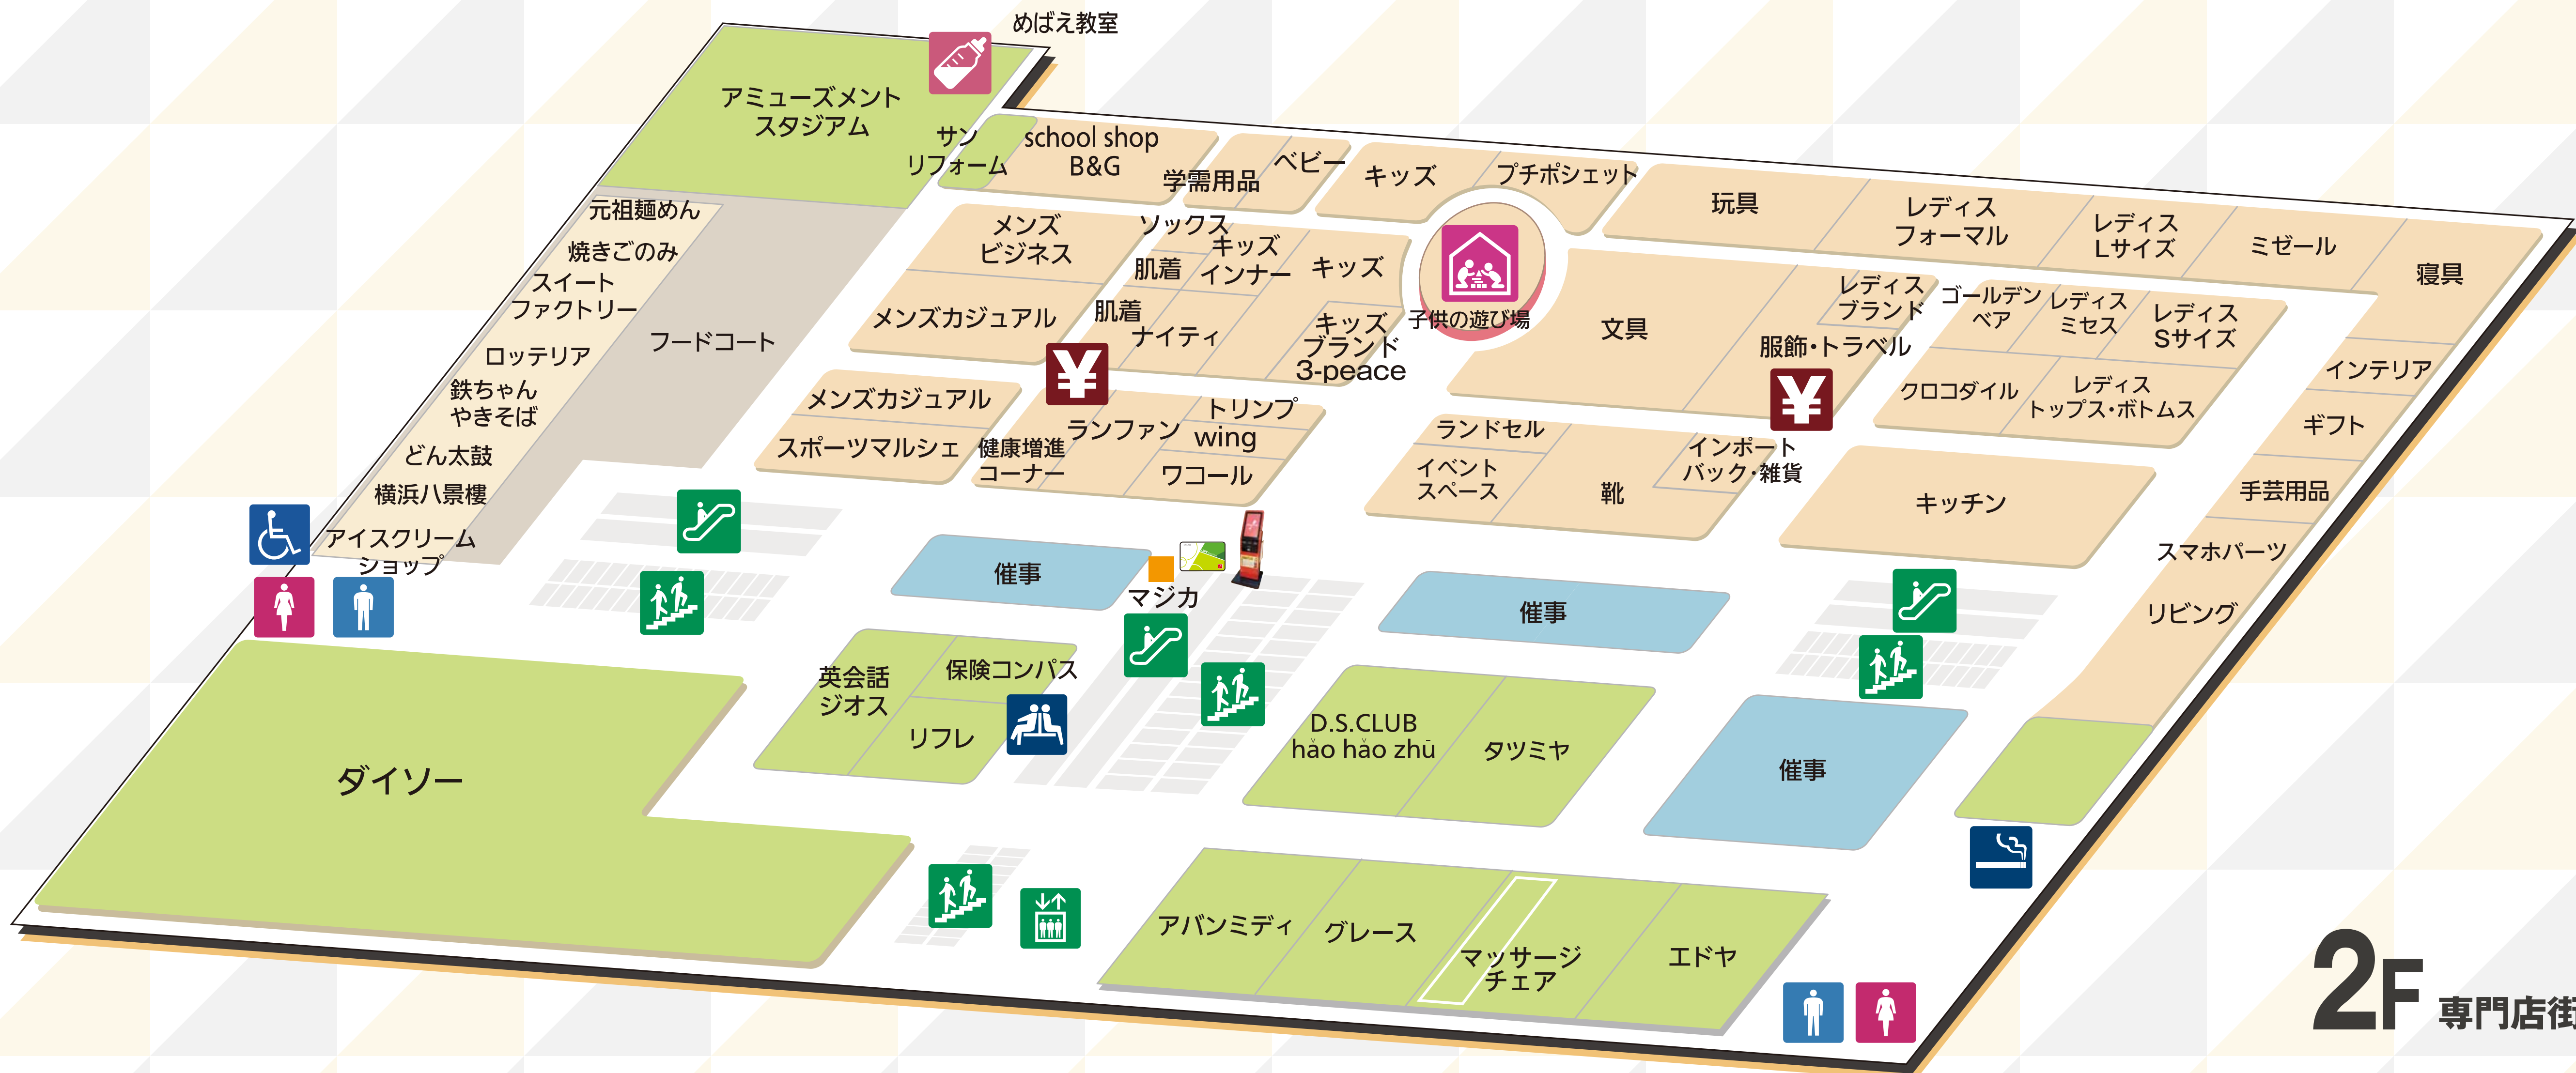 めばえ教室
アミューズメント
スタジアム
サン
リフォーム
school shop
B&G
学需用品
ベビー
キッズ
プチポシェット
玩具
レディス
フォーマル
レディス
Lサイズ
ミゼール
寝具
元祖麺めん
焼きごのみ
スイート
ファクトリー
ロッテリア
鉄ちゃん
やきそば
どん太鼓
横浜八景樓
アイスクリーム
ショップ
フードコート
メンズ
ビジネス
メンズカジュアル
ソックス
肌着
キッズ
インナー
キッズ
肌着
ナイティ
キッズ
ブランド
3-peace
子供の遊び場
文具
レディス
ブランド
服飾・トラベル
ゴールデン
ベア
レディス
ミセス
レディス
Sサイズ
クロコダイル
レディス
トップス・ボトムス
インテリア
ギフト
手芸用品
スマホパーツ
リビング
メンズカジュアル
スポーツマルシェ
健康増進
コーナー
ランファン
トリンプ
wing
ワコール
¥
¥
ランドセル
イベント
スペース
靴
インポート
バック・雑貨
キッチン
催事
マジカ
催事
英会話
ジオス
保険コンパス
リフレ
D.S.CLUB
hǎo hǎo zhū
タツミヤ
催事
ダイソー
アバンミディ
グレース
マッサージ
チェア
エドヤ
2F 専門店街